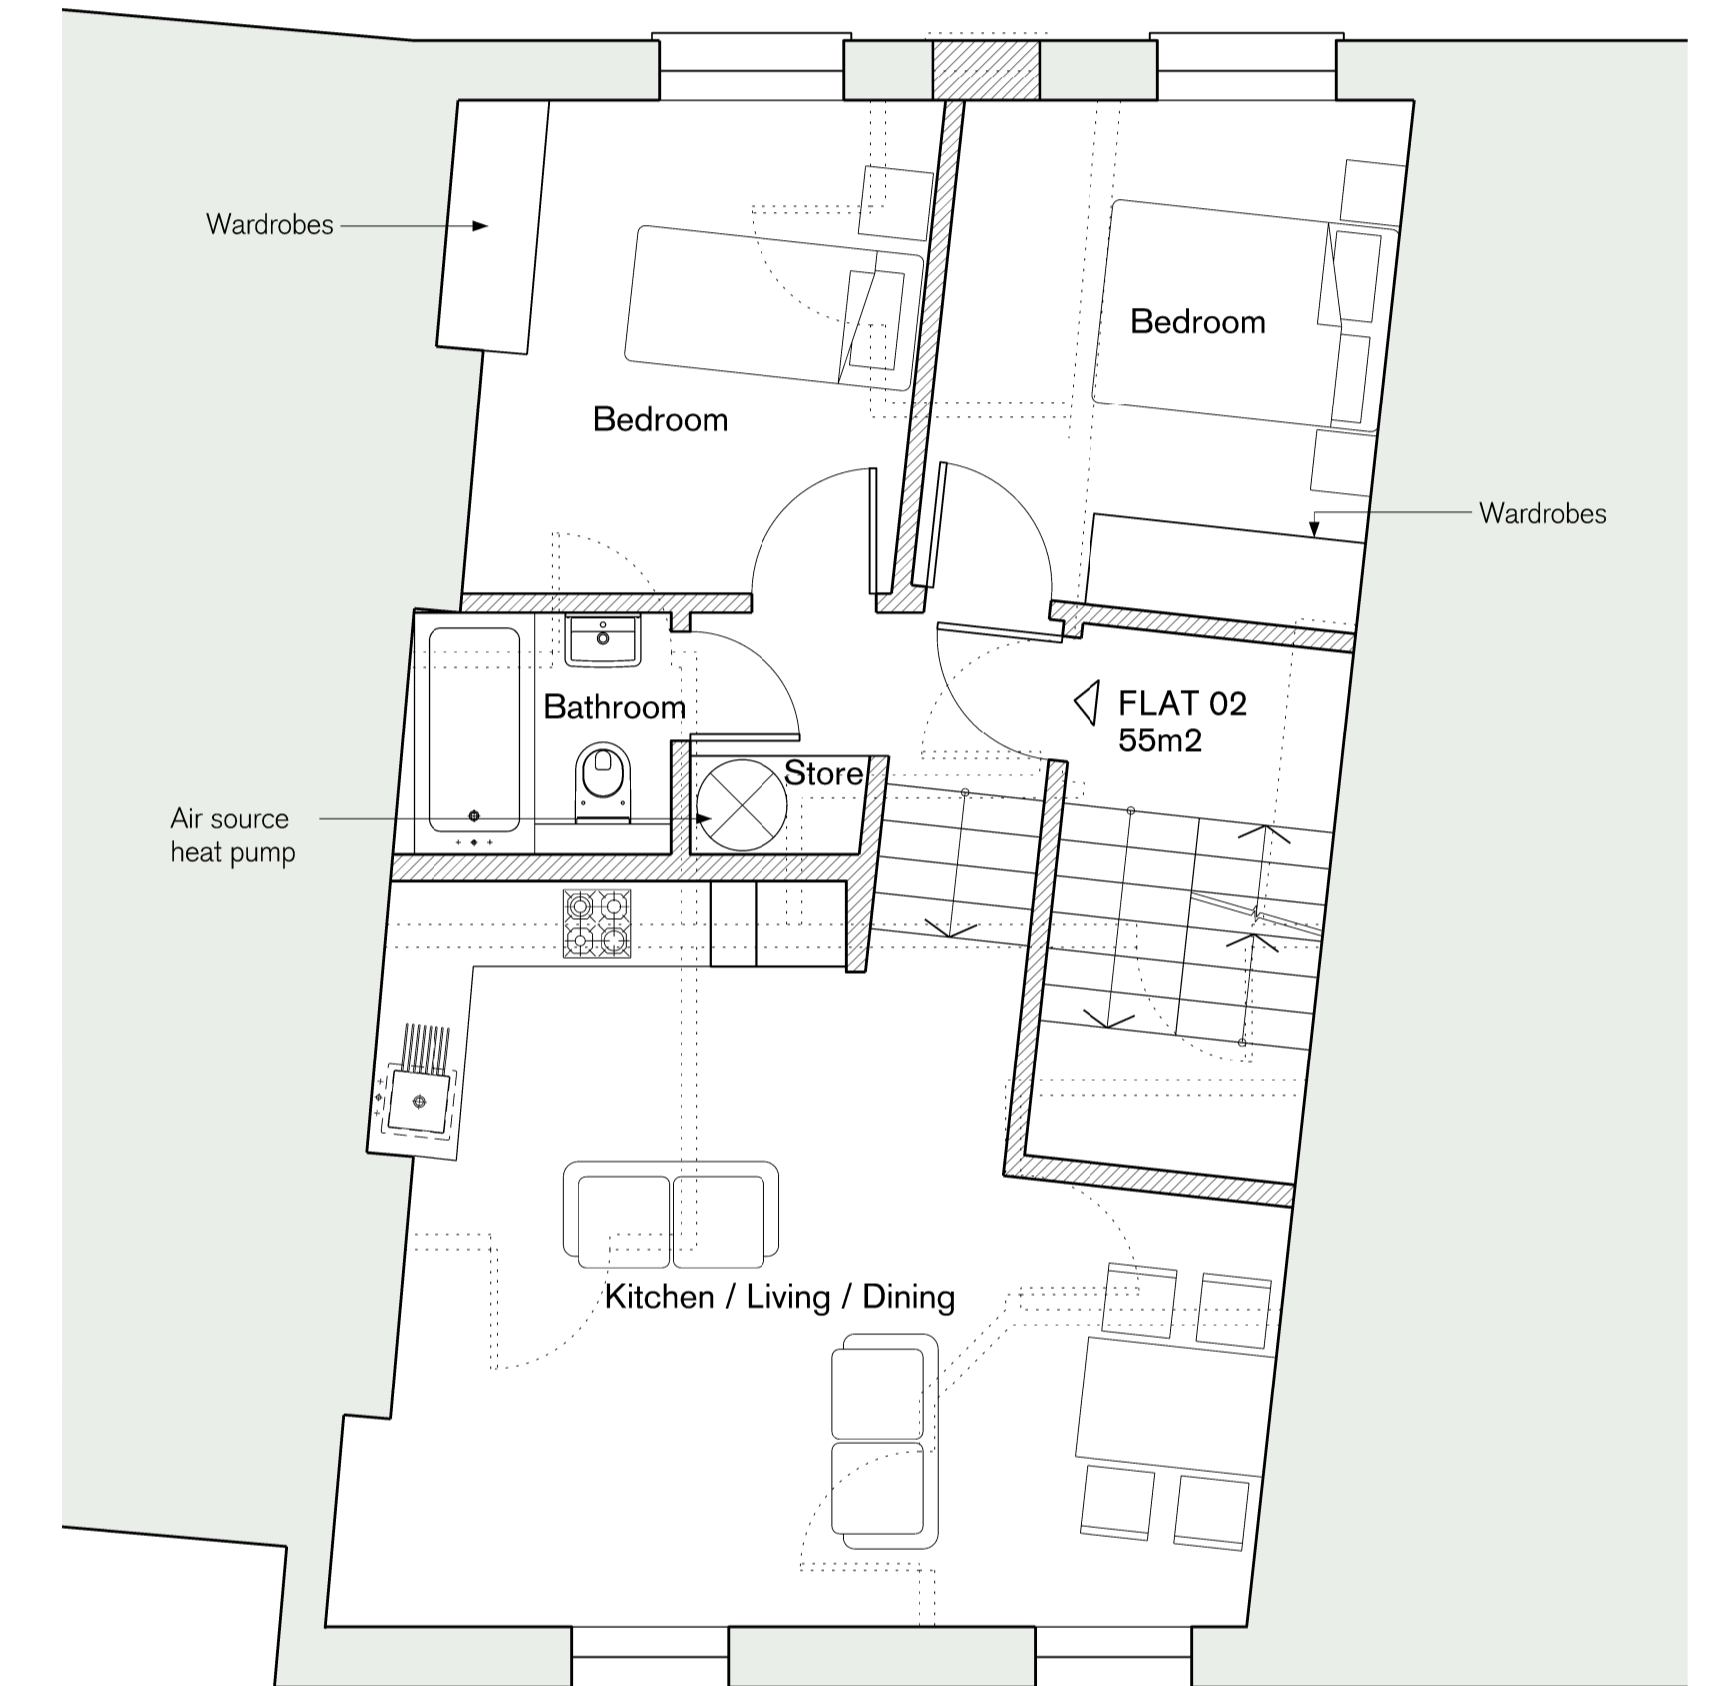 Wardrobes
Bedroom
Bedroom
Wardrobes
Bathroom
FLAT 02
55m2
Store
Air source
heat pump
Kitchen / Living / Dining